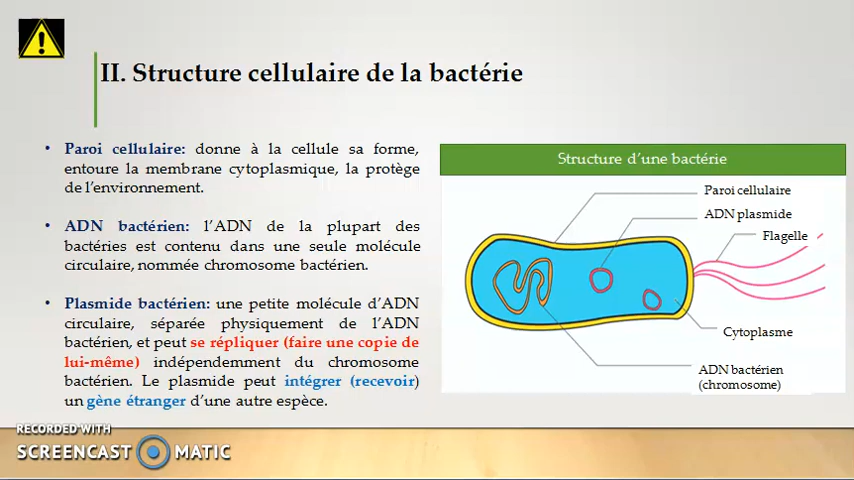 II. Structure cellulaire de la bactérie
• Paroi cellulaire: donne à la cellule sa forme,
entoure la membrane cytoplasmique, la protège
de l’environnement.
• ADN bactérien: l’ADN de la plupart des
bactéries est contenu dans une seule molécule
circulaire, nommée chromosome bactérien.
• Plasmide bactérien: une petite molécule d’ADN
circulaire, séparée physiquement de l’ADN
bactérien, et peut se répliquer (faire une copie de
lui-même) indépendemment du chromosome
bactérien. Le plasmide peut intégrer (recevoir)
un gène étranger d’une autre espèce.
Structure d’une bactérie
Paroi cellulaire
ADN plasmide
Flagelle
Cytoplasme
ADN bactérien
(chromosome)
RECORDED WITH
SCREENCAST MATIC